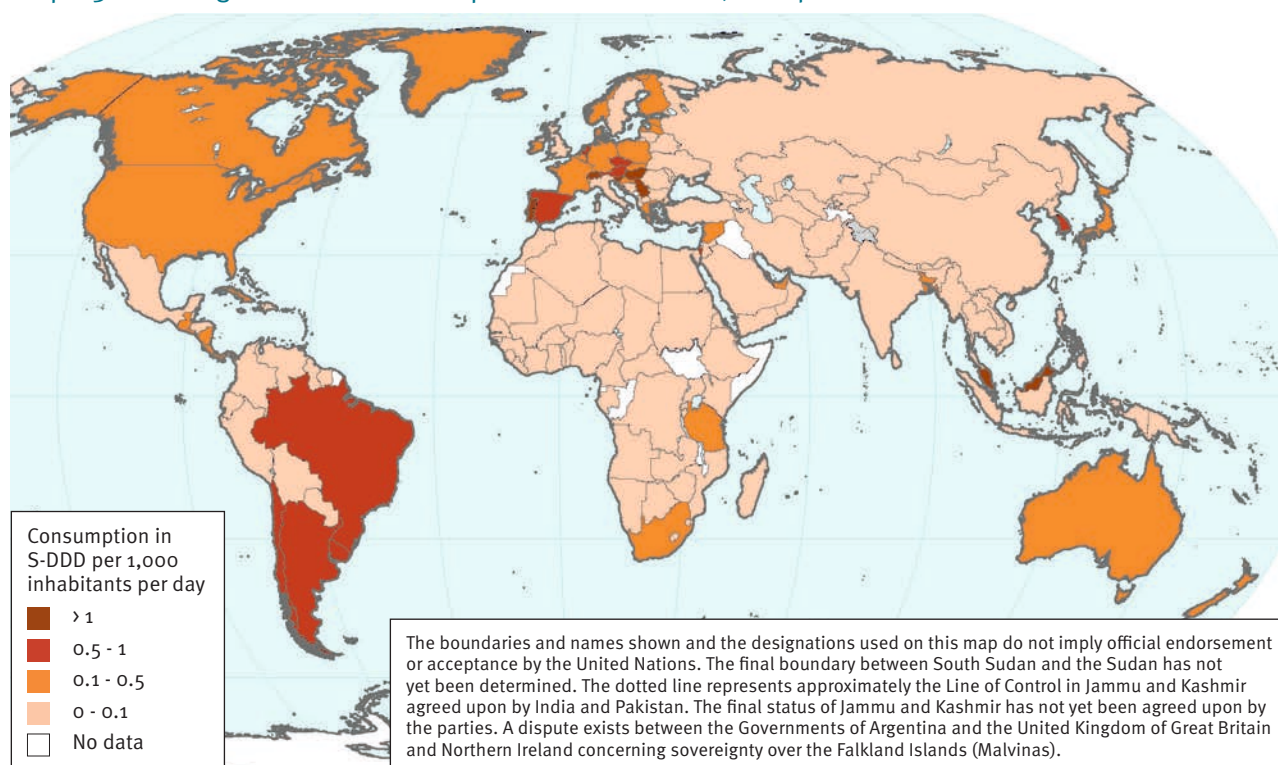 Consumption in
S-DDD per 1,000
inhabitants per day
> 1
0.5 - 1
0.1 - 0.5
0 - 0.1
No data
The boundaries and names shown and the designations used on this map do not imply official endorsement
or acceptance by the United Nations. The final boundary between South Sudan and the Sudan has not
yet been determined. The dotted line represents approximately the Line of Control in Jammu and Kashmir
agreed upon by India and Pakistan. The final status of Jammu and Kashmir has not yet been agreed upon by
the parties. A dispute exists between the Governments of Argentina and the United Kingdom of Great Britain
and Northern Ireland concerning sovereignty over the Falkland Islands (Malvinas).